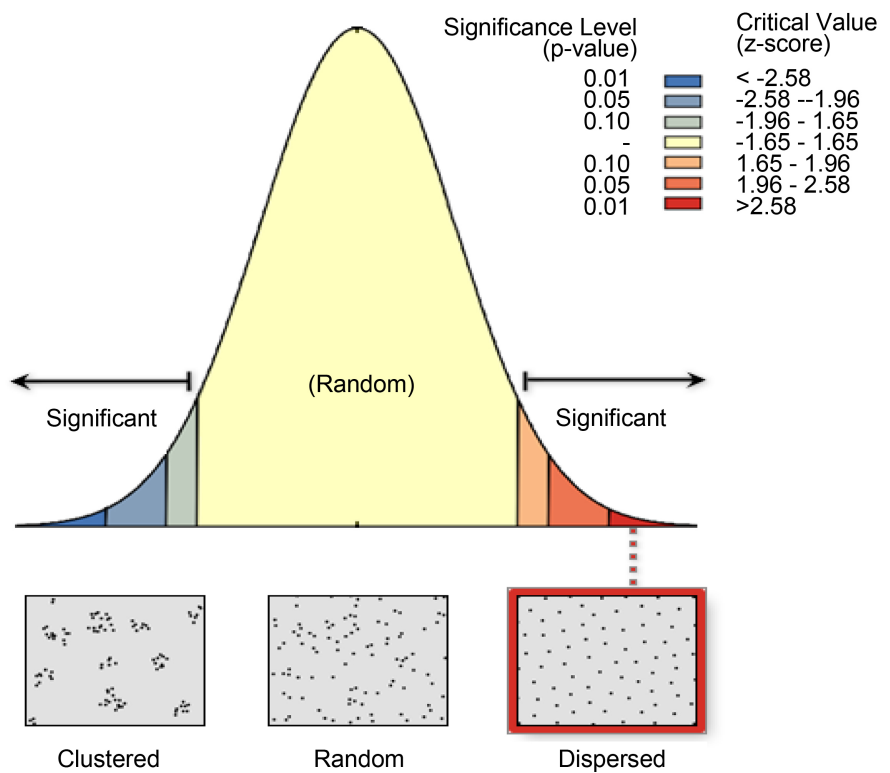 Significance Level
(p-value)
Critical Value
(z-score)
0.01 < -2.58
0.05 -2.58 --1.96
0.10 -1.96 - 1.65
- -1.65 - 1.65
0.10 1.65 - 1.96
0.05 1.96 - 2.58
0.01 >2.58
(Random)
Significant
Significant
Clustered
Random
Dispersed